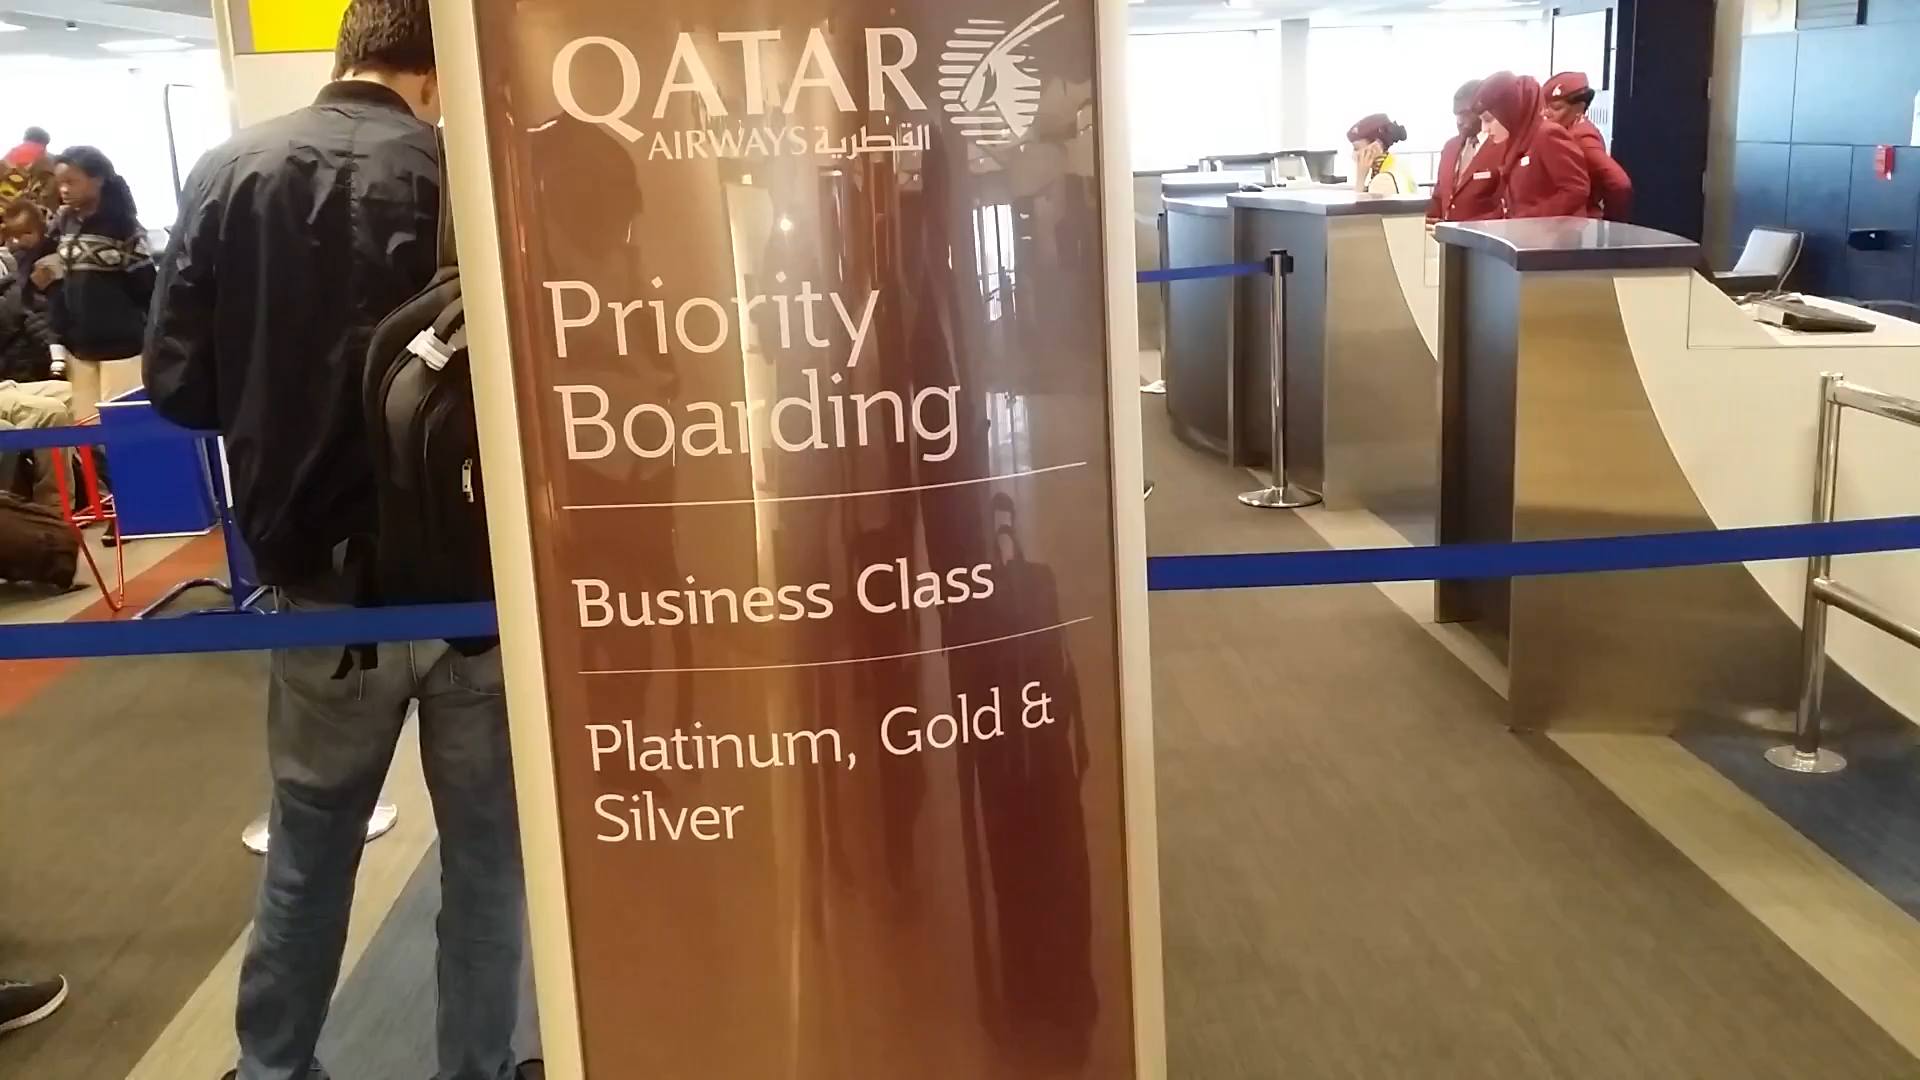 QATAR
AIRWAYS القطرية
Priority
Boarding
Business Class
Platinum, Gold &
Silver